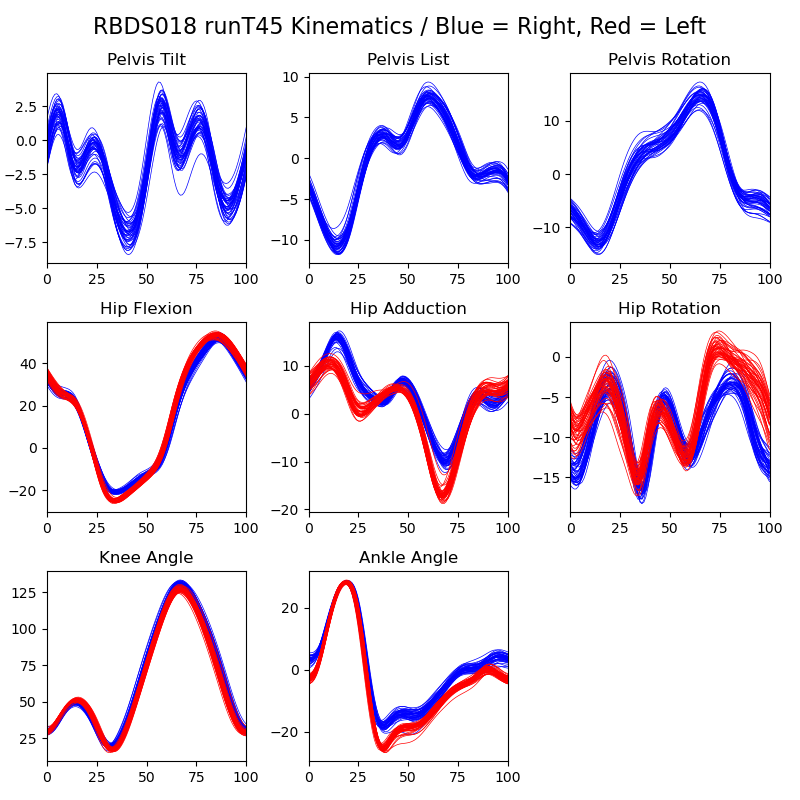 RBDS018 runT45 Kinematics / Blue = Right, Red = Left
Pelvis Tilt
Pelvis List
Pelvis Rotation
2.5
0.0
−2.5
−5.0
−7.5
0 25 50 75 100
10
5
0
−5
−10
0 25 50 75 100
10
0
−10
0 25 50 75 100
Hip Flexion
Hip Adduction
Hip Rotation
40
20
0
−20
0 25 50 75 100
10
0
−10
−20
0 25 50 75 100
0
−5
−10
−15
0 25 50 75 100
Knee Angle
Ankle Angle
125
100
75
50
25
0 25 50 75 100
20
0
−20
0 25 50 75 100